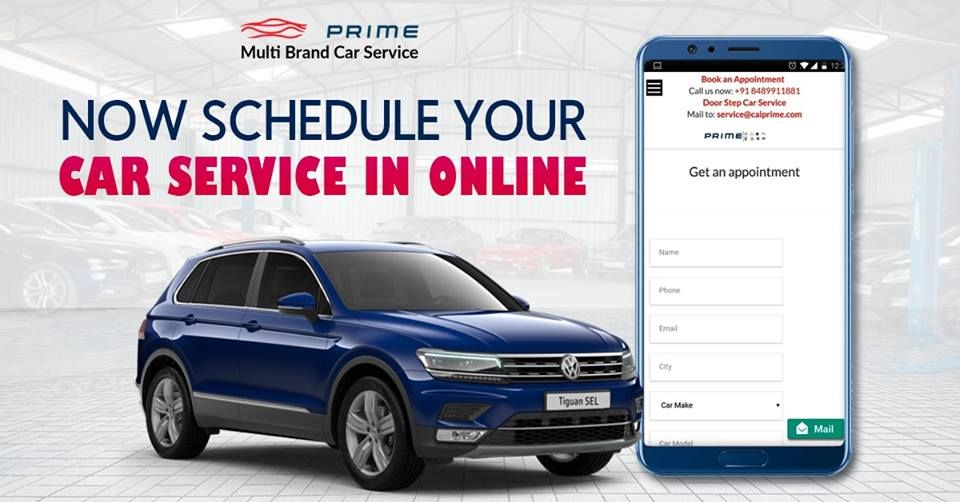 PRIME
Multi Brand Car Service
NOW SCHEDULE YOUR
CAR SERVICE IN ONLINE
Tiguan SEL
Book an Appointment
Call us now: +91 8489911881
Door Step Car Service
Mail to: service@caiprime.com
PRIME
Get an appointment
Name
Phone
Email
City
Car Make
Mail
Car Model